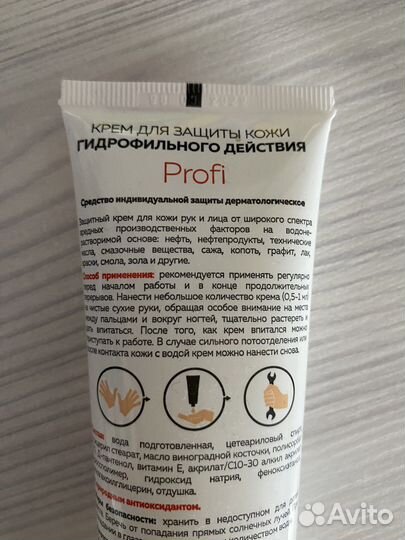 КРЕМ ДЛЯ ЗАЩИТЫ КОЖИ
ГИДРОФИЛЬНОГО ДЕЙСТВИЯ
Profi
Средство индивидуальной защиты дерматологическое
Защитный крем для кожи рук и лица от широкого спектра
вредных производственных факторов на водоне-
растворимой основе: нефть, нефтепродукты, технические
масла, смазочные вещества, сажа, копоть, графит, лак,
краски, смола, зола и другие.
Способ применения: рекомендуется применять регулярно
перед началом работы и в конце продолжительных
перерывов. Нанести небольшое количество крема (0,5-1 мл)
на чистые сухие руки, обращая особое внимание на места
между пальцами и вокруг ногтей, тщательно растереть и
впитаться. После того, как крем впитался можно
приступать к работе. В случае сильного потоотделения или
после контакта кожи с водой крем можно нанести снова.
вода подготовленная, цетеариловый спирт,
стеарат, масло виноградной косточки,
Д-пантенол, витамин Е, акрилат/C10-30 алкил
гидроксид натрия,
отдушка.
антиоксидантом.
безопасности: хранить в недоступном для
Беречь от попадания прямых солнечных лучей.
количеством
Avito